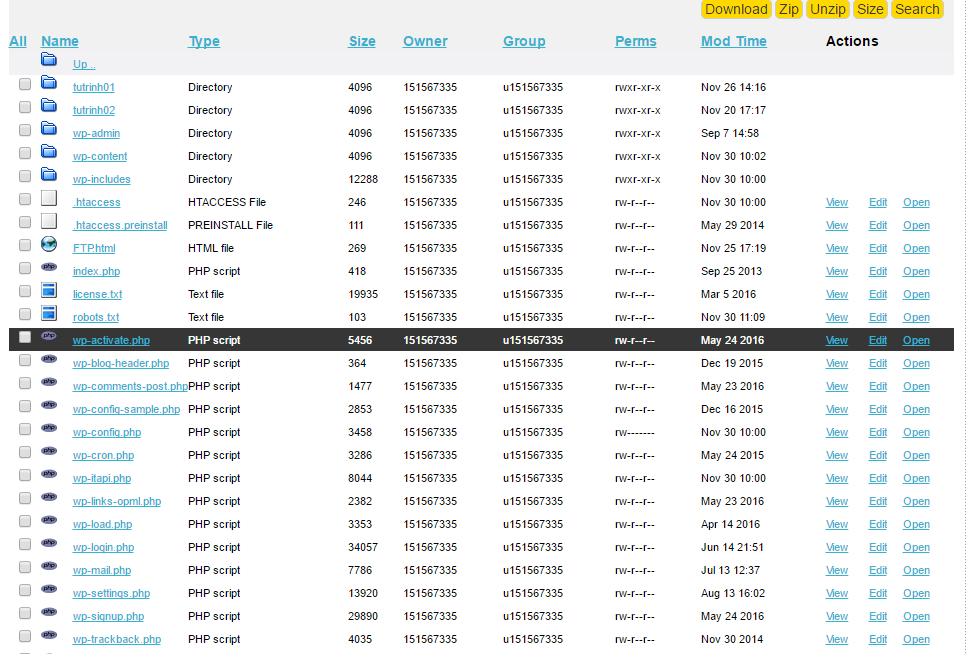 Download Zip Unzip Size Search
All Name Type Size Owner Group Perms Mod Time Actions
Up ..
tutrinh01 Directory 4096 151567335 u151567335 rwxr-xr-x Nov 26 14:16
tutrinh02 Directory 4096 151567335 u151567335 rwxr-xr-x Nov 20 17:17
wp-admin Directory 4096 151567335 u151567335 rwxr-xr-x Sep 7 14:58
wp-content Directory 4096 151567335 u151567335 rwxr-xr-x Nov 30 10:02
wp-includes Directory 12288 151567335 u151567335 rwxr-xr-x Nov 30 10:00
.htaccess HTACCESS File 246 151567335 u151567335 rw-r--r-- Nov 30 10:00 View Edit Open
.htaccess.preinstall PREINSTALL File 111 151567335 u151567335 rw-r--r-- May 29 2014 View Edit Open
FTP.html HTML file 269 151567335 u151567335 rw-r--r-- Nov 25 17:19 View Edit Open
php index.php PHP script 418 151567335 u151567335 rw-r--r-- Sep 25 2013 View Edit Open
license.txt Text file 19935 151567335 u151567335 rw-r--r-- Mar 5 2016 View Edit Open
robots.txt Text file 103 151567335 u151567335 rw-r--r-- Nov 30 11:09 View Edit Open
php wp-activate.php PHP script 5456 151567335 u151567335 rw-r--r-- May 24 2016 View Edit Open
php wp-blog-header.php PHP script 364 151567335 u151567335 rw-r--r-- Dec 19 2015 View Edit Open
php wp-comments-post.php PHP script 1477 151567335 u151567335 rw-r--r-- May 23 2016 View Edit Open
php wp-config-sample.php PHP script 2853 151567335 u151567335 rw-r--r-- Dec 16 2015 View Edit Open
php wp-config.php PHP script 3458 151567335 u151567335 rw------- Nov 30 10:00 View Edit Open
php wp-cron.php PHP script 3286 151567335 u151567335 rw-r--r-- May 24 2015 View Edit Open
php wp-itapi.php PHP script 8044 151567335 u151567335 rw-r--r-- Nov 30 10:00 View Edit Open
php wp-links-opml.php PHP script 2382 151567335 u151567335 rw-r--r-- May 23 2016 View Edit Open
php wp-load.php PHP script 3353 151567335 u151567335 rw-r--r-- Apr 14 2016 View Edit Open
php wp-login.php PHP script 34057 151567335 u151567335 rw-r--r-- Jun 14 21:51 View Edit Open
php wp-mail.php PHP script 7786 151567335 u151567335 rw-r--r-- Jul 13 12:37 View Edit Open
php wp-settings.php PHP script 13920 151567335 u151567335 rw-r--r-- Aug 13 16:02 View Edit Open
php wp-signup.php PHP script 29890 151567335 u151567335 rw-r--r-- May 24 2016 View Edit Open
php wp-trackback.php PHP script 4035 151567335 u151567335 rw-r--r-- Nov 30 2014 View Edit Open